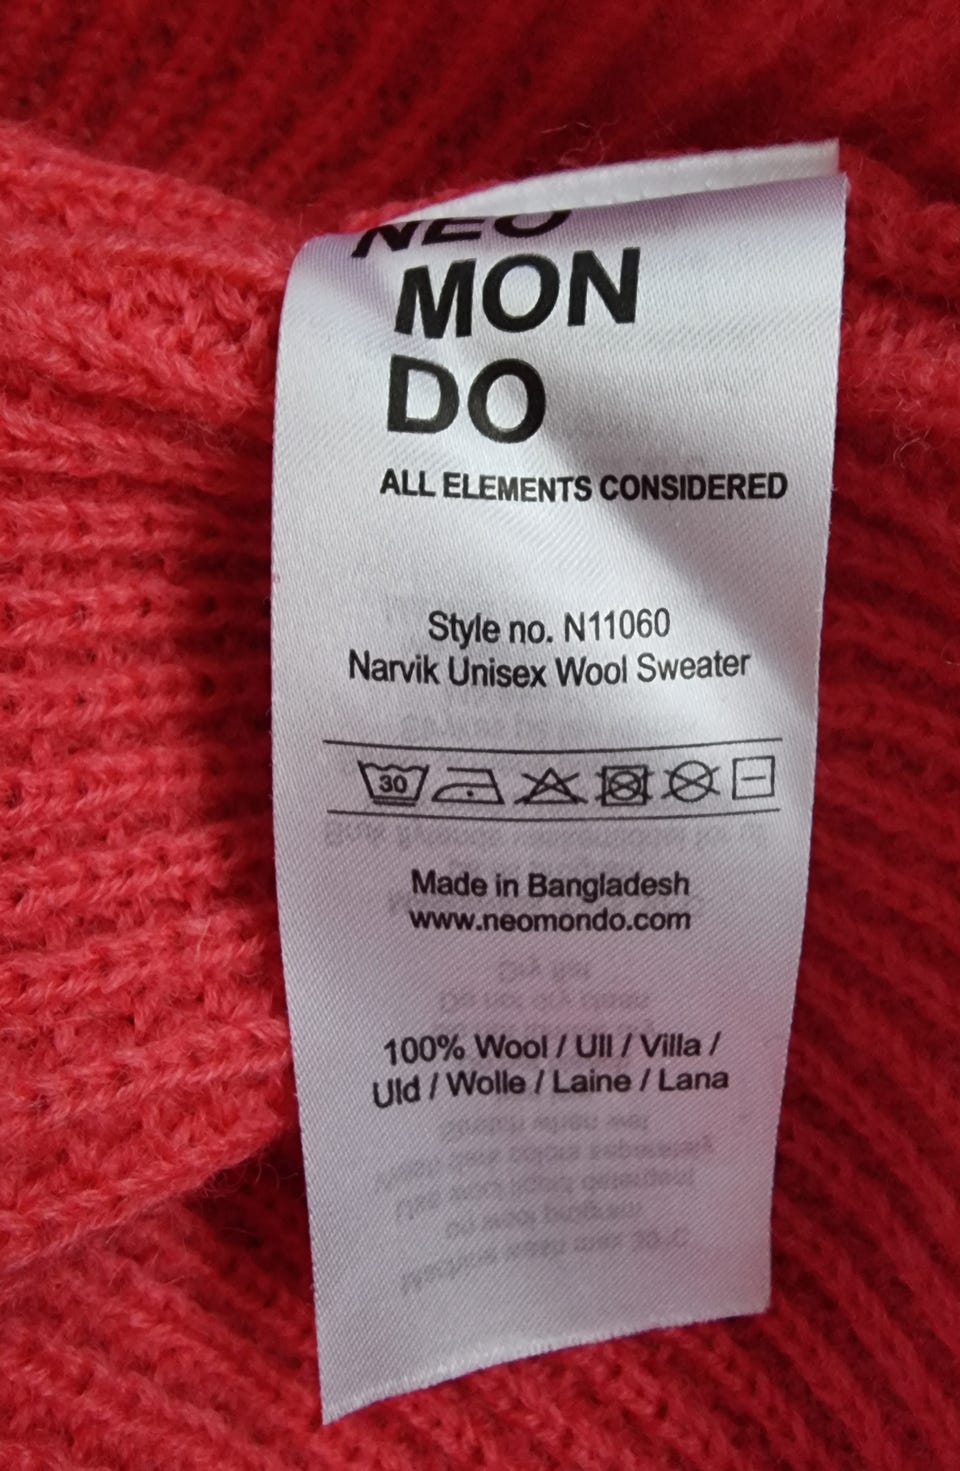 NEO
MON
DO
ALL ELEMENTS CONSIDERED
Style no. N11060
Narvik Unisex Wool Sweater
30
Made in Bangladesh
www.neomondo.com
100% Wool / Ull / Villa /
Uld / Wolle / Laine / Lana